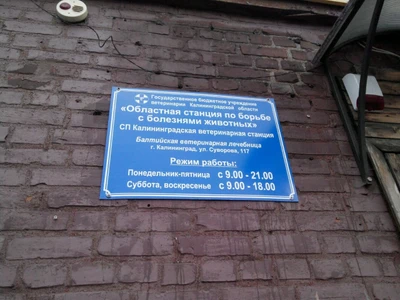 Государственное бюджетное учреждение
ветеринарии Калининградской области
«Областная станция по борьбе
с болезнями животных»
СП Калининградская ветеринарная станция
Балтийская ветеринарная лечебница
г. Калининград, ул. Суворова, 117
Режим работы:
Понедельник-пятница с 9.00 - 21.00
Суббота, воскресенье с 9.00 - 18.00